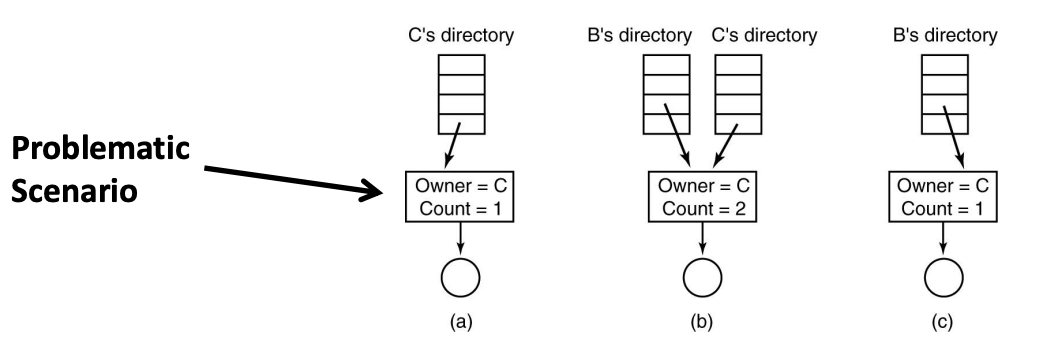 C's directory
B's directory
C's directory
B's directory
Problematic
Scenario
Owner = C
Count = 1
Owner = C
Count = 2
Owner = C
Count = 1
(a)
(b)
(c)